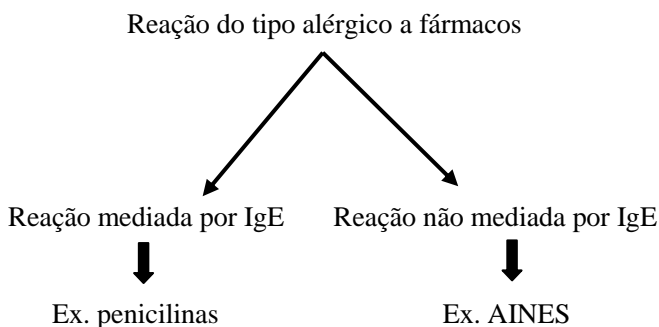 Reação do tipo alérgico a fármacos
Reação mediada por IgE
Reação não mediada por IgE
Ex. penicilinas
Ex. AINES